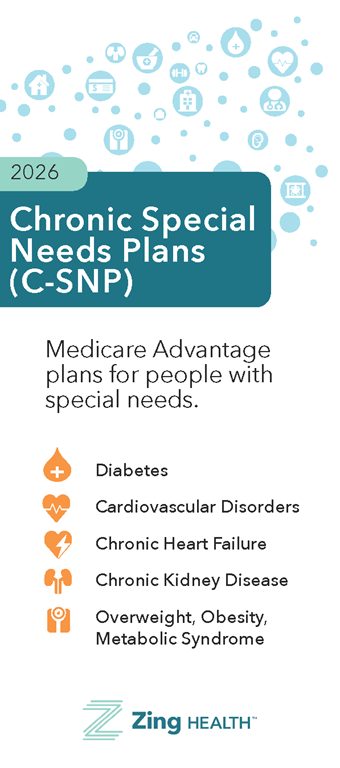 2026
Chronic Special
Needs Plans
(C-SNP)
Medicare Advantage
plans for people with
special needs.
Diabetes
Cardiovascular Disorders
Chronic Heart Failure
Chronic Kidney Disease
Overweight, Obesity,
Metabolic Syndrome
Zing HEALTH™